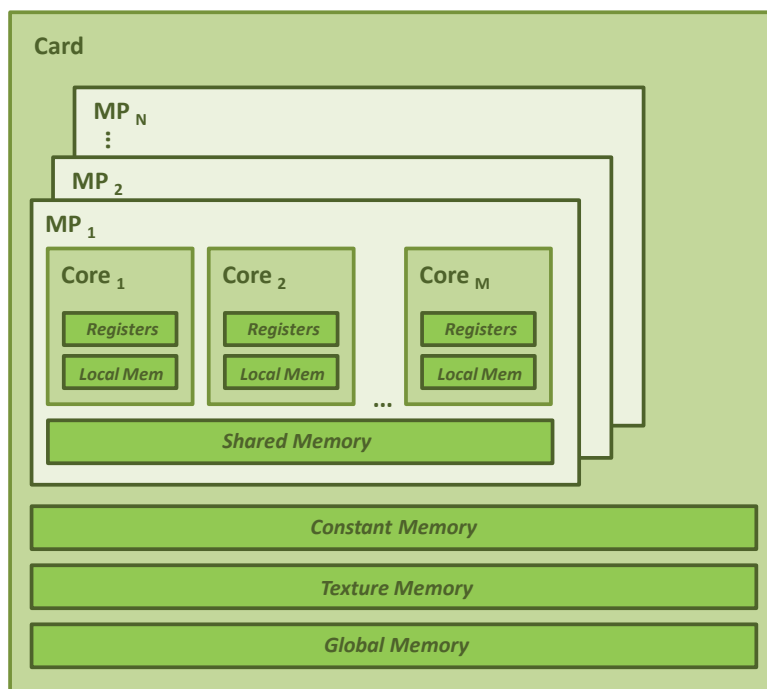 Card
MP N
⋮
MP 2
MP 1
Core 1 Core 2 Core M
Registers Registers Registers
Local Mem Local Mem Local Mem
...
Shared Memory
Constant Memory
Texture Memory
Global Memory